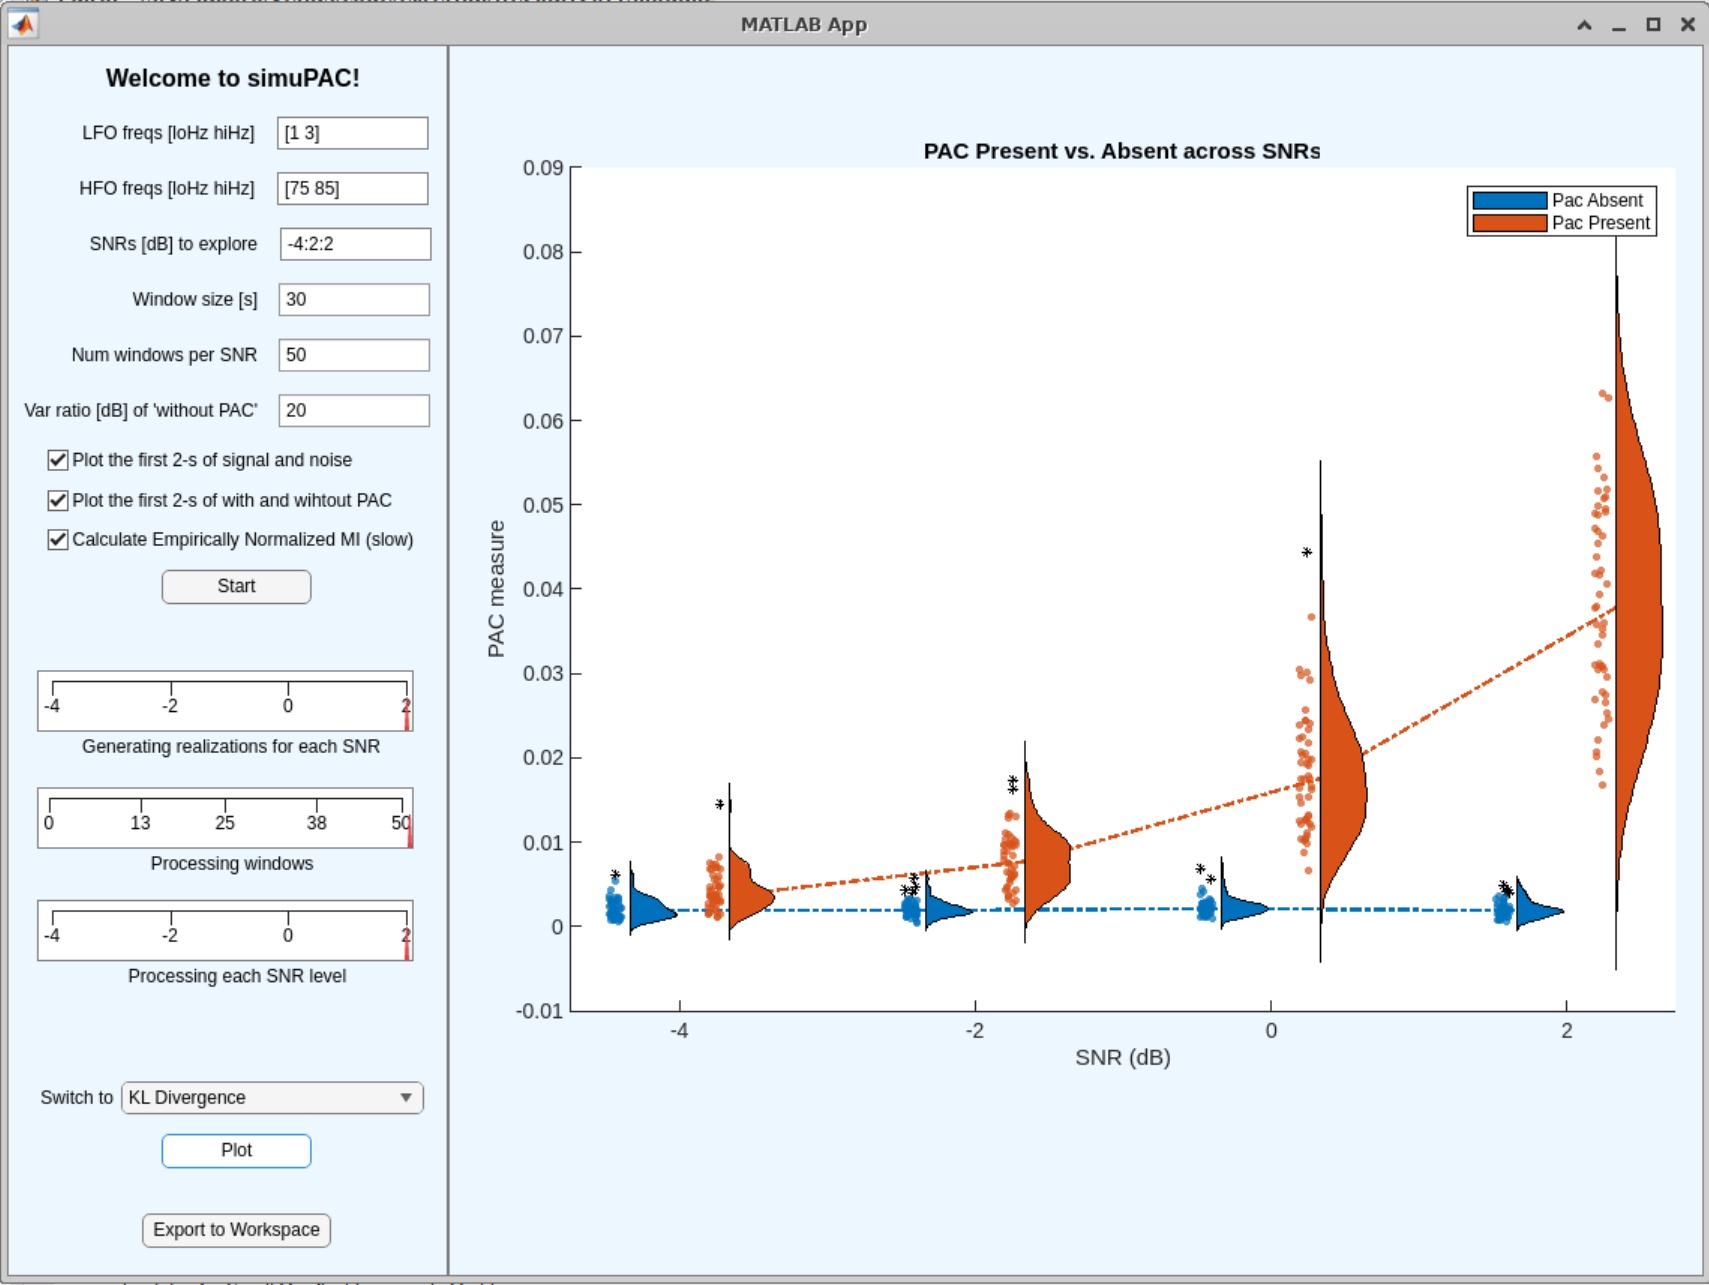 MATLAB App
Welcome to simuPAC!
LFO freqs [loHz hiHz] [1 3]
HFO freqs [loHz hiHz] [75 85]
SNRs [dB] to explore -4:2:2
Window size [s] 30
Num windows per SNR 50
Var ratio [dB] of 'without PAC' 20
Plot the first 2-s of signal and noise
Plot the first 2-s of with and wihtout PAC
Calculate Empirically Normalized MI (slow)
Start
-4 -2 0 2
Generating realizations for each SNR
0 13 25 38 50
Processing windows
-4 -2 0 2
Processing each SNR level
Switch to KL Divergence
Plot
Export to Workspace
PAC Present vs. Absent across SNRs
Pac Absent
Pac Present
0.09
0.08
0.07
0.06
0.05
0.04
0.03
0.02
0.01
0
-0.01
PAC measure
-4 -2 0 2
SNR (dB)